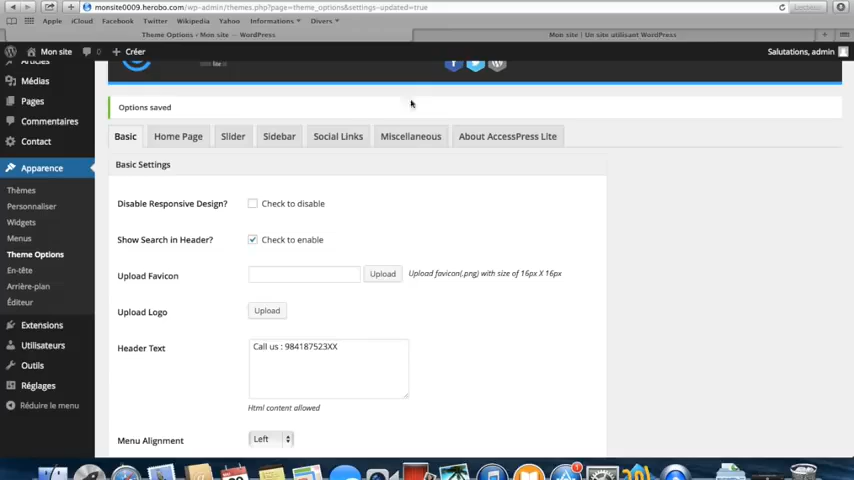 monsite0009.herobo.com/wp-admin/themes.php?page=theme_options&settings-updated=true
Apple iCloud Facebook Twitter Wikipedia Yahoo Informations Divers
Theme Options ‹ Mon site — WordPress
Mon site | Un site utilisant WordPress
Mon site 0 + Créer
Salutations, admin
Articles
Médias
Pages
Commentaires
Contact
Apparence
Thèmes
Personnaliser
Widgets
Menus
Theme Options
En-tête
Arrière-plan
Éditeur
Extensions
Utilisateurs
Outils
Réglages
Réduire le menu
lite
Options saved
Basic Home Page Slider Sidebar Social Links Miscellaneous About AccessPress Lite
Basic Settings
Disable Responsive Design? Check to disable
Show Search in Header? Check to enable
Upload Favicon Upload Upload favicon(.png) with size of 16px X 16px
Upload Logo Upload
Header Text Call us : 984187523XX
Html content allowed
Menu Alignment Left